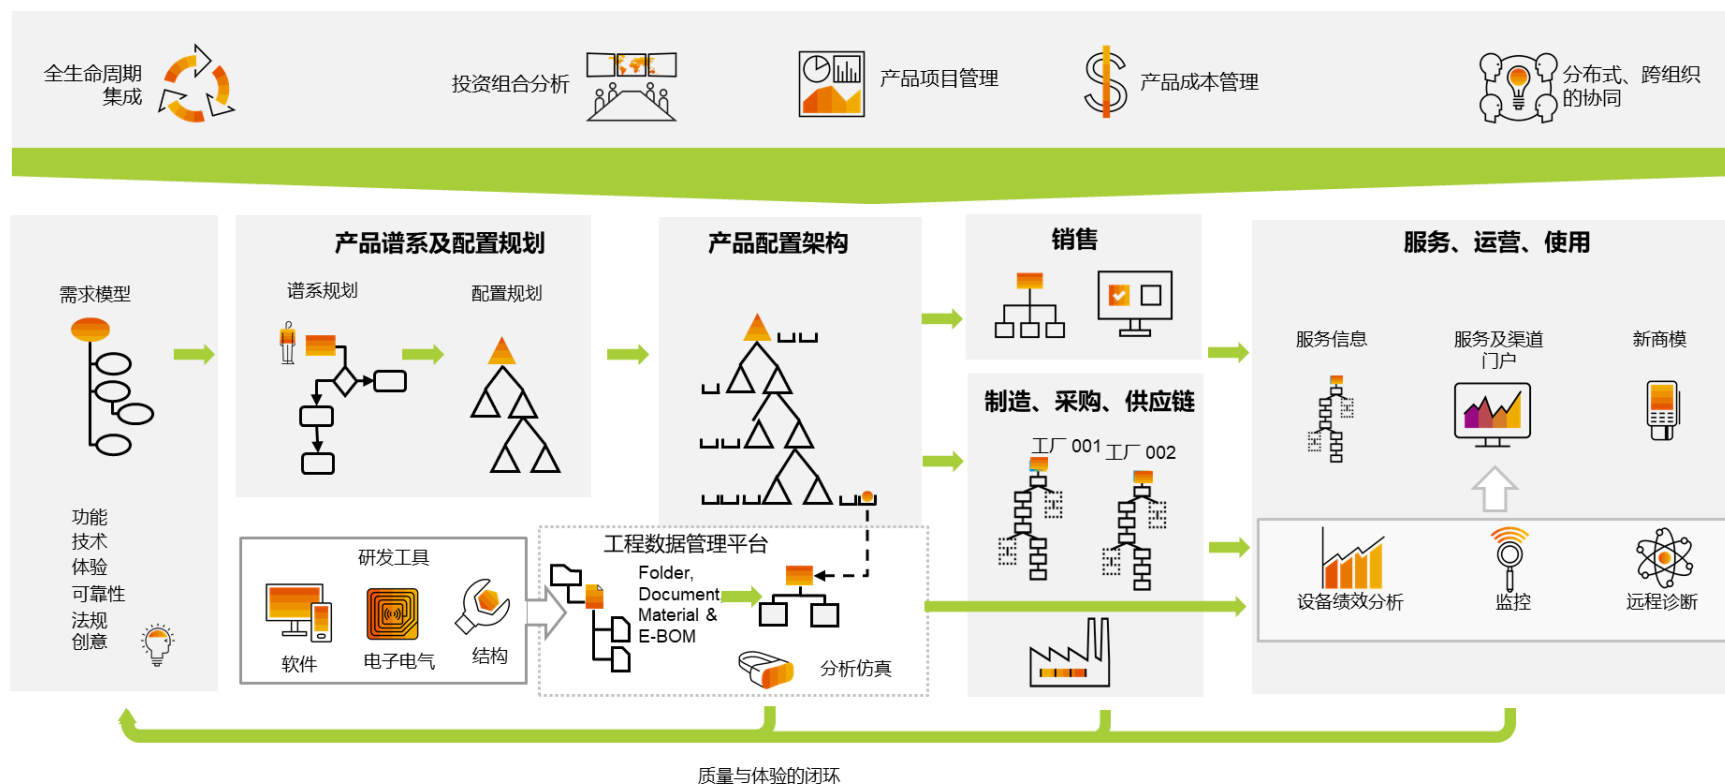 全生命周期
集成
投资组合分析
产品项目管理
产品成本管理
分布式、跨组织
的协同
需求模型
功能
技术
体验
可靠性
法规
创意
产品谱系及配置规划
谱系规划
配置规划
产品配置架构
销售
制造、采购、供应链
工厂 001
工厂 002
服务、运营、使用
服务信息
服务及渠道
门户
新商模
设备绩效分析
监控
远程诊断
研发工具
软件
电子电气
结构
工程数据管理平台
Folder,
Document,
Material &
E-BOM
分析仿真
质量与体验的闭环